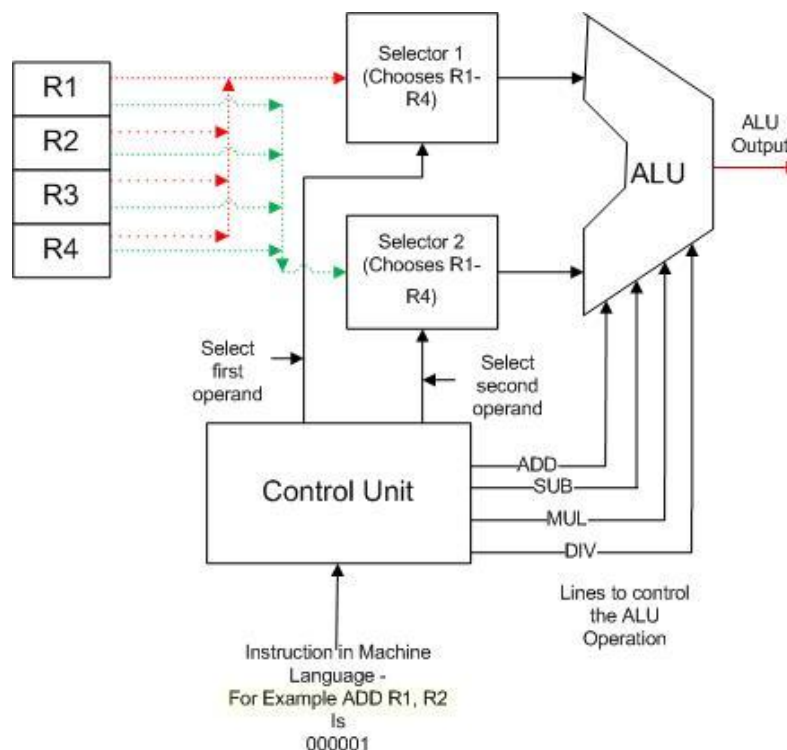 R1
R2
R3
R4
Selector 1
(Chooses R1-
R4)
Selector 2
(Chooses R1-
R4)
ALU
ALU
Output
Select
first
operand
Select
second
operand
Control Unit
ADD
SUB
MUL
DIV
Lines to control
the ALU
Operation
Instruction in Machine
Language -
For Example ADD R1, R2
Is
000001